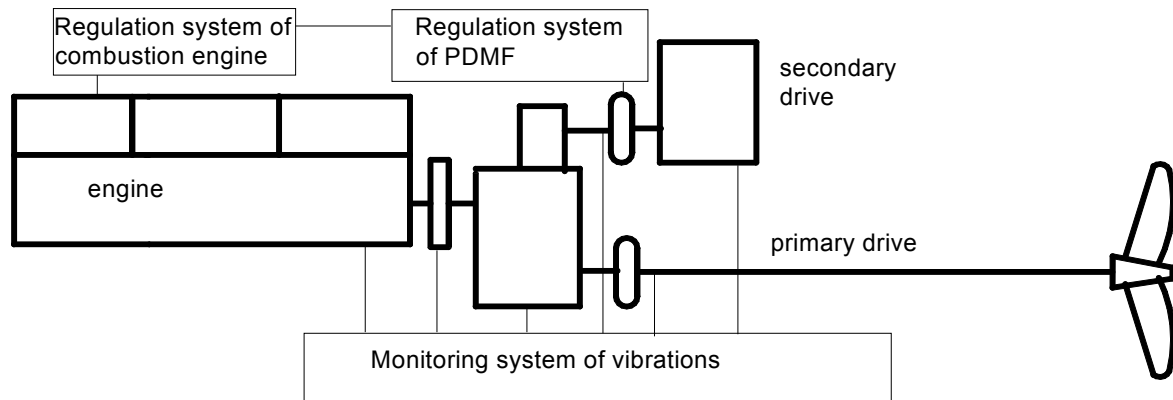 Regulation system of
combustion engine
Regulation system
of PDMF
secondary
drive
engine
primary drive
Monitoring system of vibrations